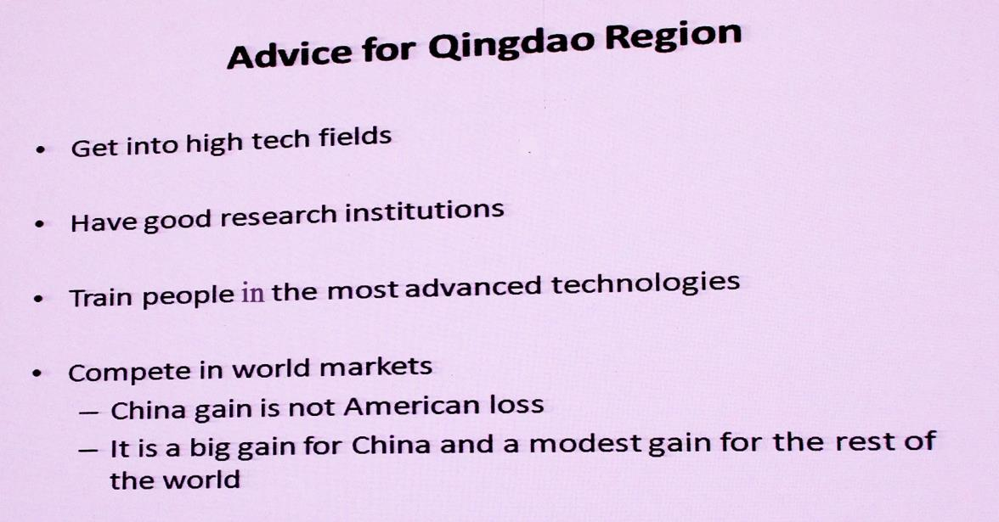 Advice for Qingdao Region
• Get into high tech fields
• Have good research institutions
• Train people in the most advanced technologies
• Compete in world markets
– China gain is not American loss
– It is a big gain for China and a modest gain for the rest of
the world